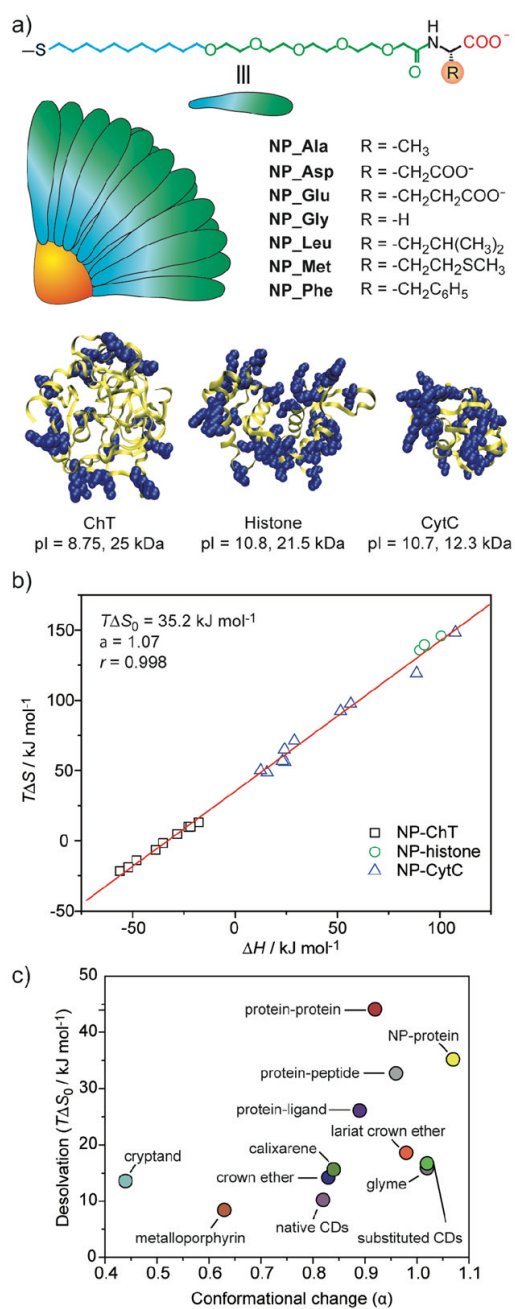 a)
–S
O
O
O
O
O
O
H
N
COO⁻
R
NP_Ala R = -CH₃
NP_Asp R = -CH₂COO⁻
NP_Glu R = -CH₂CH₂COO⁻
NP_Gly R = -H
NP_Leu R = -CH₂CH(CH₃)₂
NP_Met R = -CH₂CH₂SCH₃
NP_Phe R = -CH₂C₆H₅
ChT
pI = 8.75, 25 kDa
Histone
pI = 10.8, 21.5 kDa
CytC
pI = 10.7, 12.3 kDa
b)
TΔS₀ = 35.2 kJ mol⁻¹
a = 1.07
r = 0.998
TΔS / kJ mol⁻¹
150
100
50
0
-50
NP-ChT
NP-histone
NP-CytC
-50 0 50 100
ΔH / kJ mol⁻¹
c)
Desolvation (TΔS₀ / kJ mol⁻¹)
50
40
30
20
10
0
protein-protein
NP-protein
protein-peptide
protein-ligand
lariat crown ether
calixarene
cryptand
crown ether
glyme
metalloporphyrin
native CDs
substituted CDs
0.4 0.5 0.6 0.7 0.8 0.9 1.0 1.1
Conformational change (α)